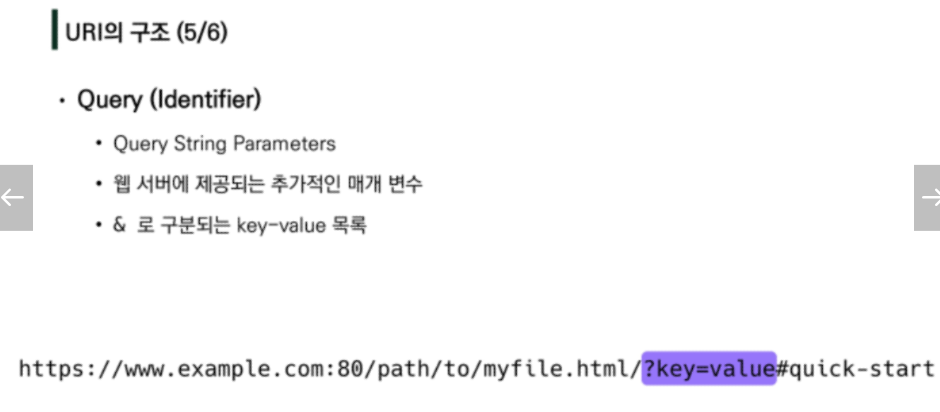 URI의 구조 (5/6)
• Query (Identifier)
• Query String Parameters
• 웹 서버에 제공되는 추가적인 매개 변수
• & 로 구분되는 key-value 목록
https://www.example.com:80/path/to/myfile.html/?key=value#quick-start